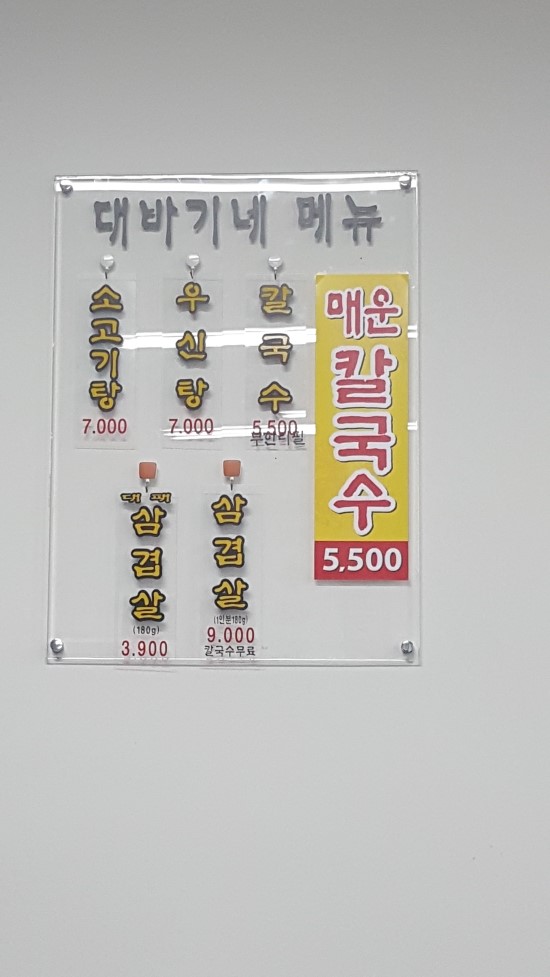 대바기네 메뉴
소고기탕
7.000
우신탕
7.000
칼국수
5,500
무한리필
매운
칼국수
5,500
대패
삼겹살
(180g)
3.900
삼겹살
(1인분180g)
9.000
칼국수무료